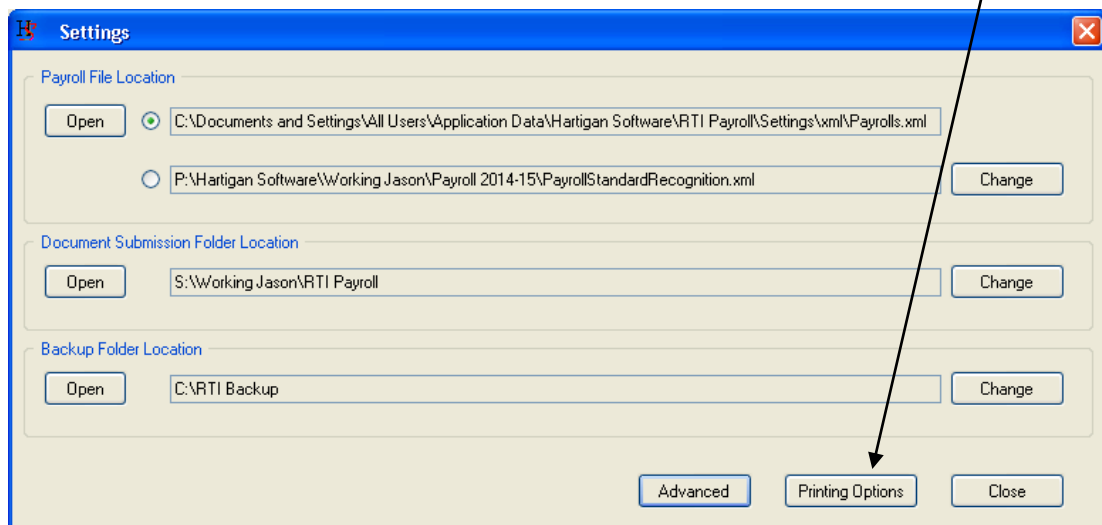 Settings
Payroll File Location
Open C:\Documents and Settings\All Users\Application Data\Hartigan Software\RTI Payroll\Settings\xml\Payrolls.xml
P:\Hartigan Software\Working Jason\Payroll 2014-15\PayrollStandardRecognition.xml Change
Document Submission Folder Location
Open S:\Working Jason\RTI Payroll Change
Backup Folder Location
Open C:\RTI Backup Change
Advanced Printing Options Close